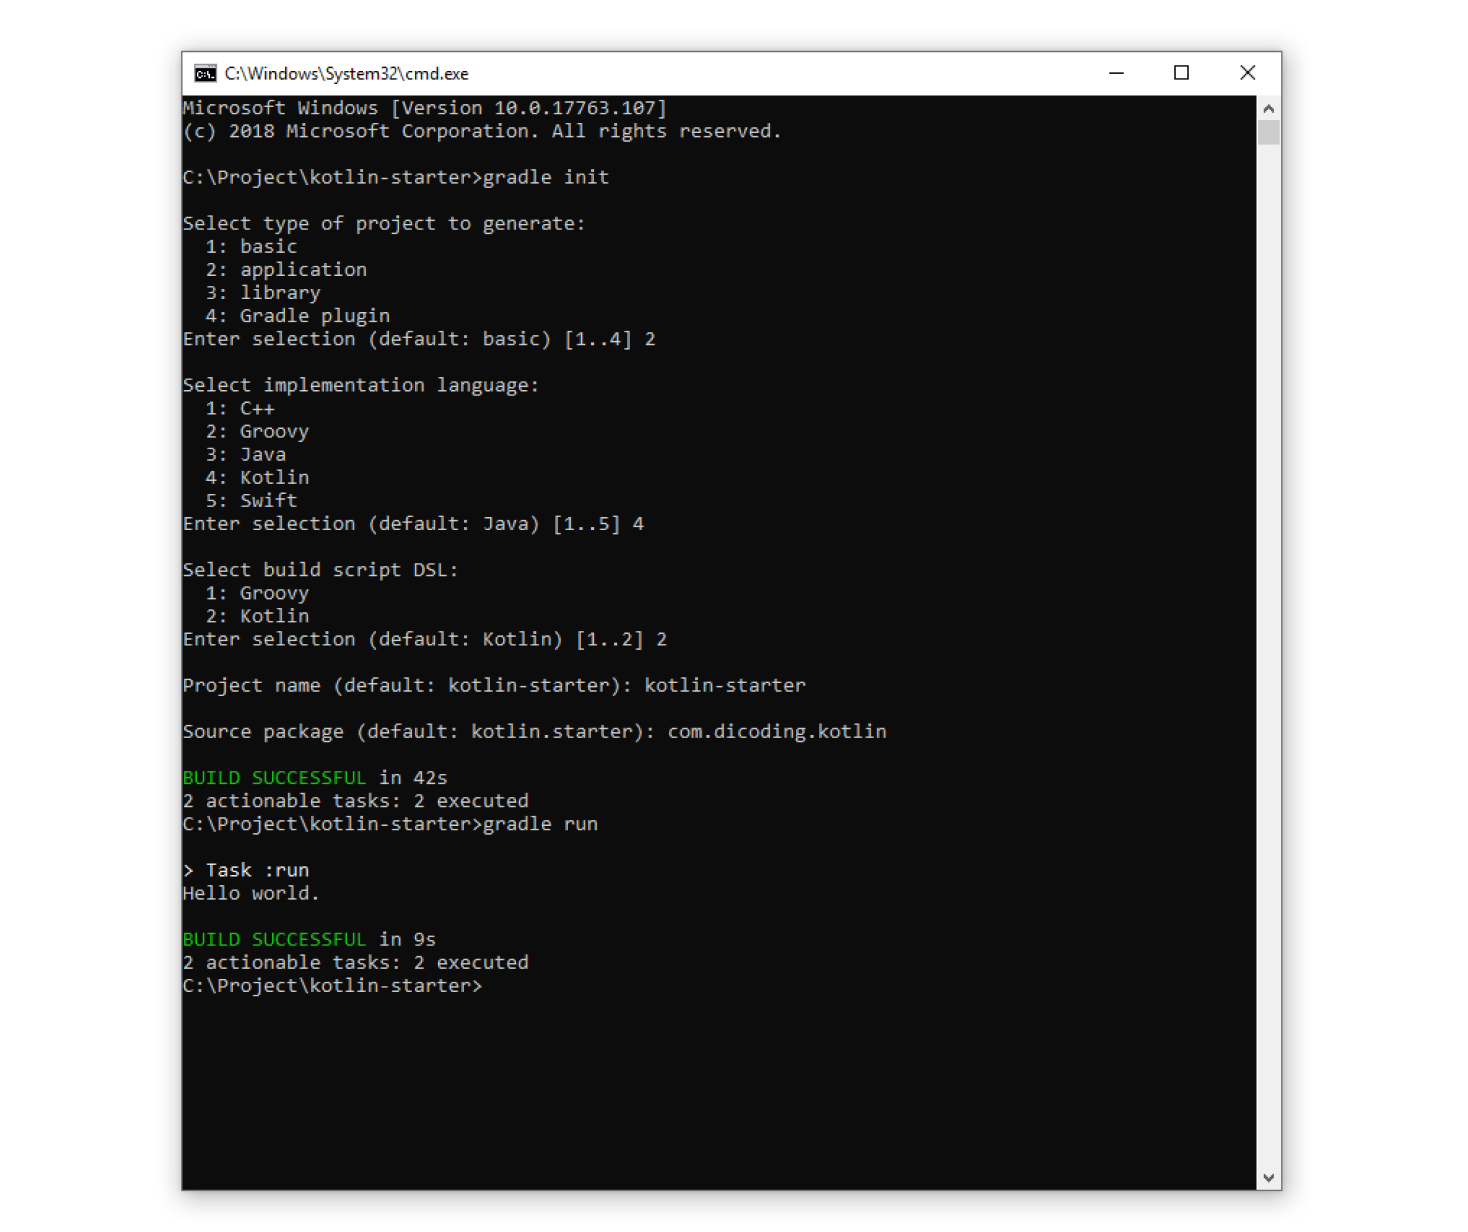 C:\Windows\System32\cmd.exe
Microsoft Windows [Version 10.0.17763.107]
(c) 2018 Microsoft Corporation. All rights reserved.
C:\Project\kotlin-starter>gradle init
Select type of project to generate:
1: basic
2: application
3: library
4: Gradle plugin
Enter selection (default: basic) [1..4] 2
Select implementation language:
1: C++
2: Groovy
3: Java
4: Kotlin
5: Swift
Enter selection (default: Java) [1..5] 4
Select build script DSL:
1: Groovy
2: Kotlin
Enter selection (default: Kotlin) [1..2] 2
Project name (default: kotlin-starter): kotlin-starter
Source package (default: kotlin.starter): com.dicoding.kotlin
BUILD SUCCESSFUL in 42s
2 actionable tasks: 2 executed
C:\Project\kotlin-starter>gradle run
> Task :run
Hello world.
BUILD SUCCESSFUL in 9s
2 actionable tasks: 2 executed
C:\Project\kotlin-starter>